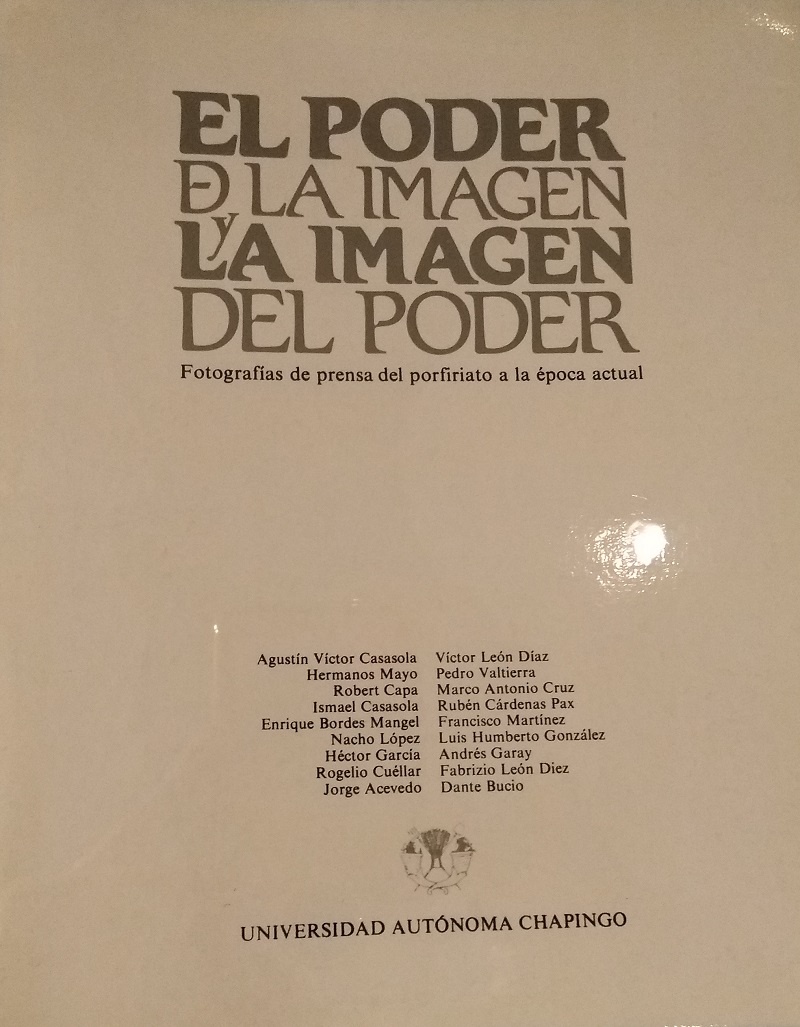 EL PODER
DE LA IMAGEN
y
LA IMAGEN
DEL PODER
Fotografías de prensa del porfiriato a la época actual
Agustín Víctor Casasola
Hermanos Mayo
Robert Capa
Ismael Casasola
Enrique Bordes Mangel
Nacho López
Héctor García
Rogelio Cuéllar
Jorge Acevedo
Víctor León Díaz
Pedro Valtierra
Marco Antonio Cruz
Rubén Cárdenas Pax
Francisco Martínez
Luis Humberto González
Andrés Garay
Fabrizio León Diez
Dante Bucio
UNIVERSIDAD AUTÓNOMA CHAPINGO